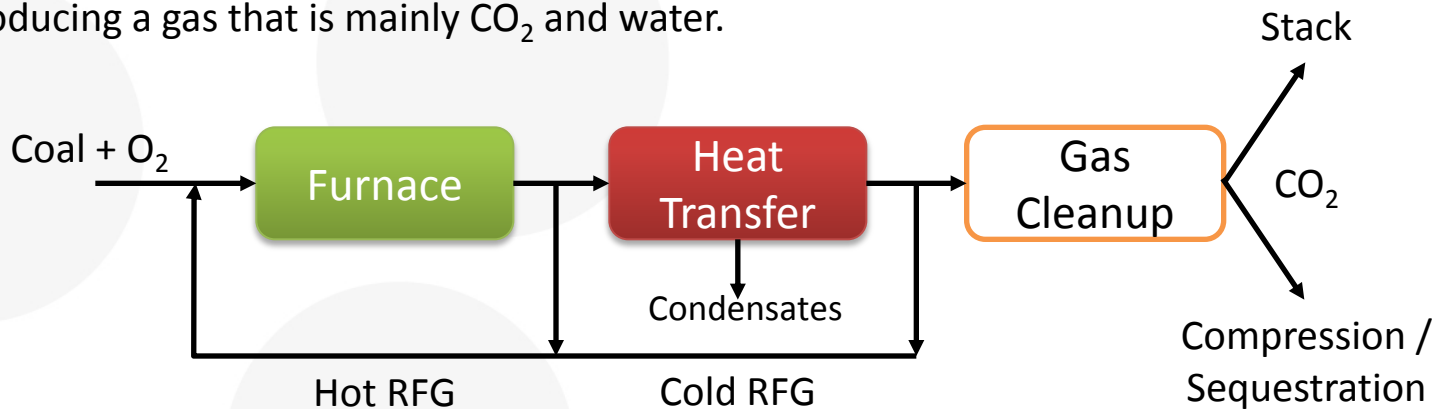 oducing a gas that is mainly CO₂ and water.
Stack
Coal + O₂
Furnace
Heat
Transfer
Gas
Cleanup
CO₂
Condensates
Compression /
Sequestration
Hot RFG
Cold RFG